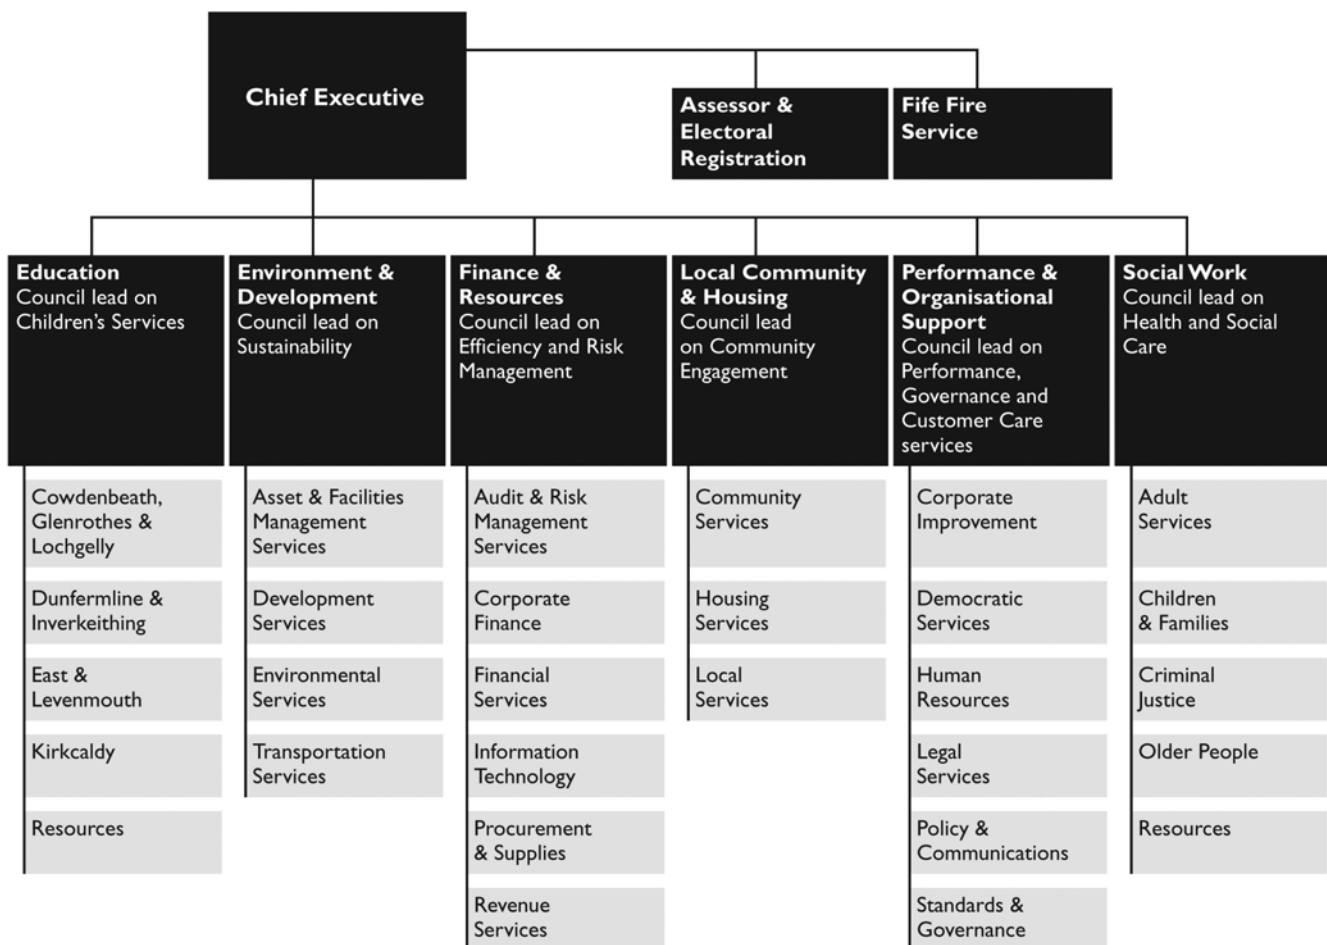 Chief Executive
Assessor &
Electoral
Registration
Fife Fire
Service
Education
Council lead on
Children's Services
Environment &
Development
Council lead on
Sustainability
Finance &
Resources
Council lead on
Efficiency and Risk
Management
Local Community
& Housing
Council lead
on Community
Engagement
Performance &
Organisational
Support
Council lead on
Performance,
Governance and
Customer Care
services
Social Work
Council lead on
Health and Social
Care
Cowdenbeath,
Glenrothes &
Lochgelly
Dunfermline &
Inverkeithing
East &
Levenmouth
Kirkcaldy
Resources
Asset & Facilities
Management
Services
Development
Services
Environmental
Services
Transportation
Services
Audit & Risk
Management
Services
Corporate
Finance
Financial
Services
Information
Technology
Procurement
& Supplies
Revenue
Services
Community
Services
Housing
Services
Local
Services
Corporate
Improvement
Democratic
Services
Human
Resources
Legal
Services
Policy &
Communications
Standards &
Governance
Adult
Services
Children
& Families
Criminal
Justice
Older People
Resources